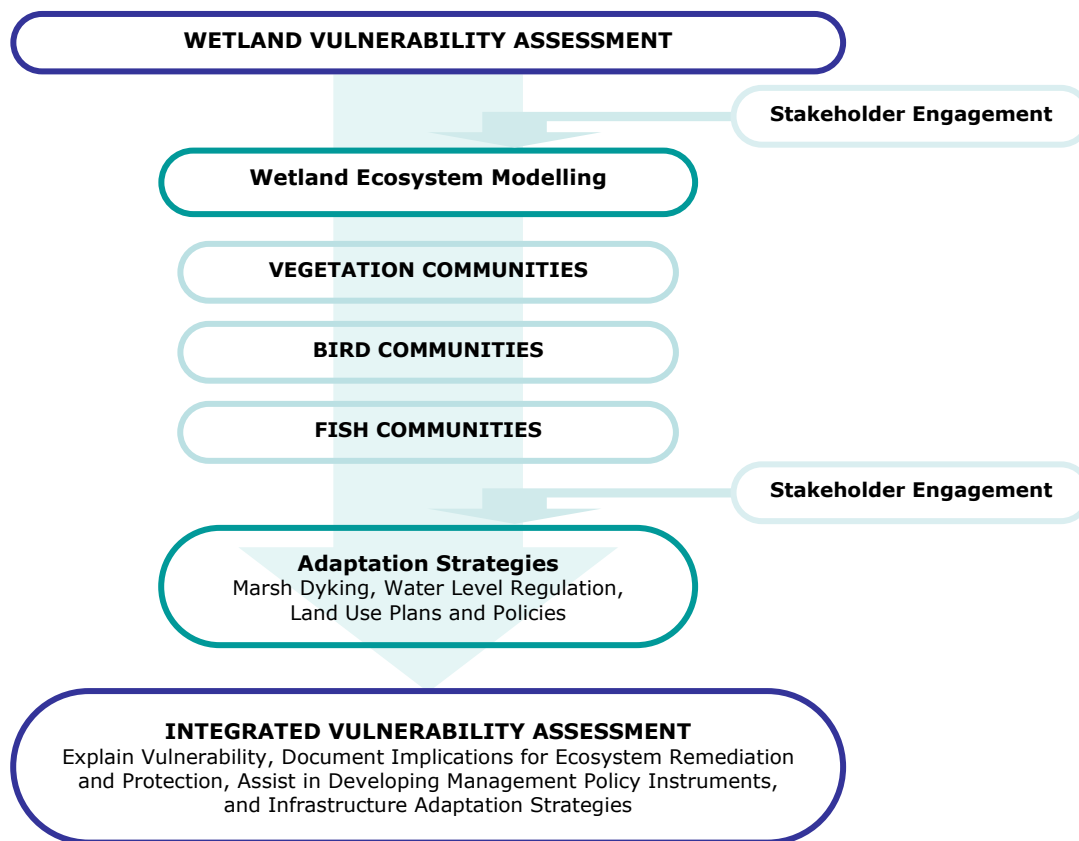 WETLAND VULNERABILITY ASSESSMENT
Stakeholder Engagement
Wetland Ecosystem Modelling
VEGETATION COMMUNITIES
BIRD COMMUNITIES
FISH COMMUNITIES
Stakeholder Engagement
Adaptation Strategies
Marsh Dyking, Water Level Regulation,
Land Use Plans and Policies
INTEGRATED VULNERABILITY ASSESSMENT
Explain Vulnerability, Document Implications for Ecosystem Remediation
and Protection, Assist in Developing Management Policy Instruments,
and Infrastructure Adaptation Strategies